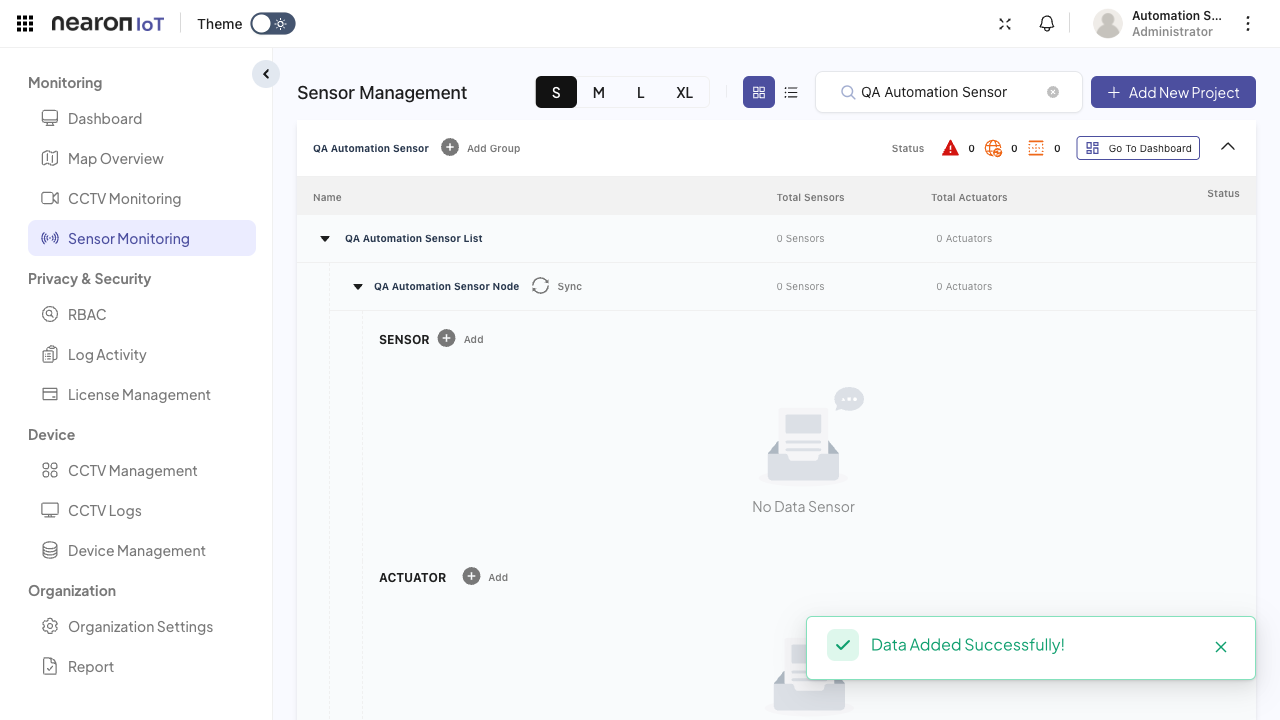 nearon IoT
Theme
Automation S...
Administrator
Monitoring
Dashboard
Map Overview
CCTV Monitoring
Sensor Monitoring
Privacy & Security
RBAC
Log Activity
License Management
Device
CCTV Management
CCTV Logs
Device Management
Organization
Organization Settings
Report
Sensor Management
S M L XL
QA Automation Sensor
Add New Project
QA Automation Sensor
Add Group
Status 0 0 0
Go To Dashboard
Name Total Sensors Total Actuators Status
QA Automation Sensor List 0 Sensors 0 Actuators
QA Automation Sensor Node Sync 0 Sensors 0 Actuators
SENSOR Add
No Data Sensor
ACTUATOR Add
Data Added Successfully!